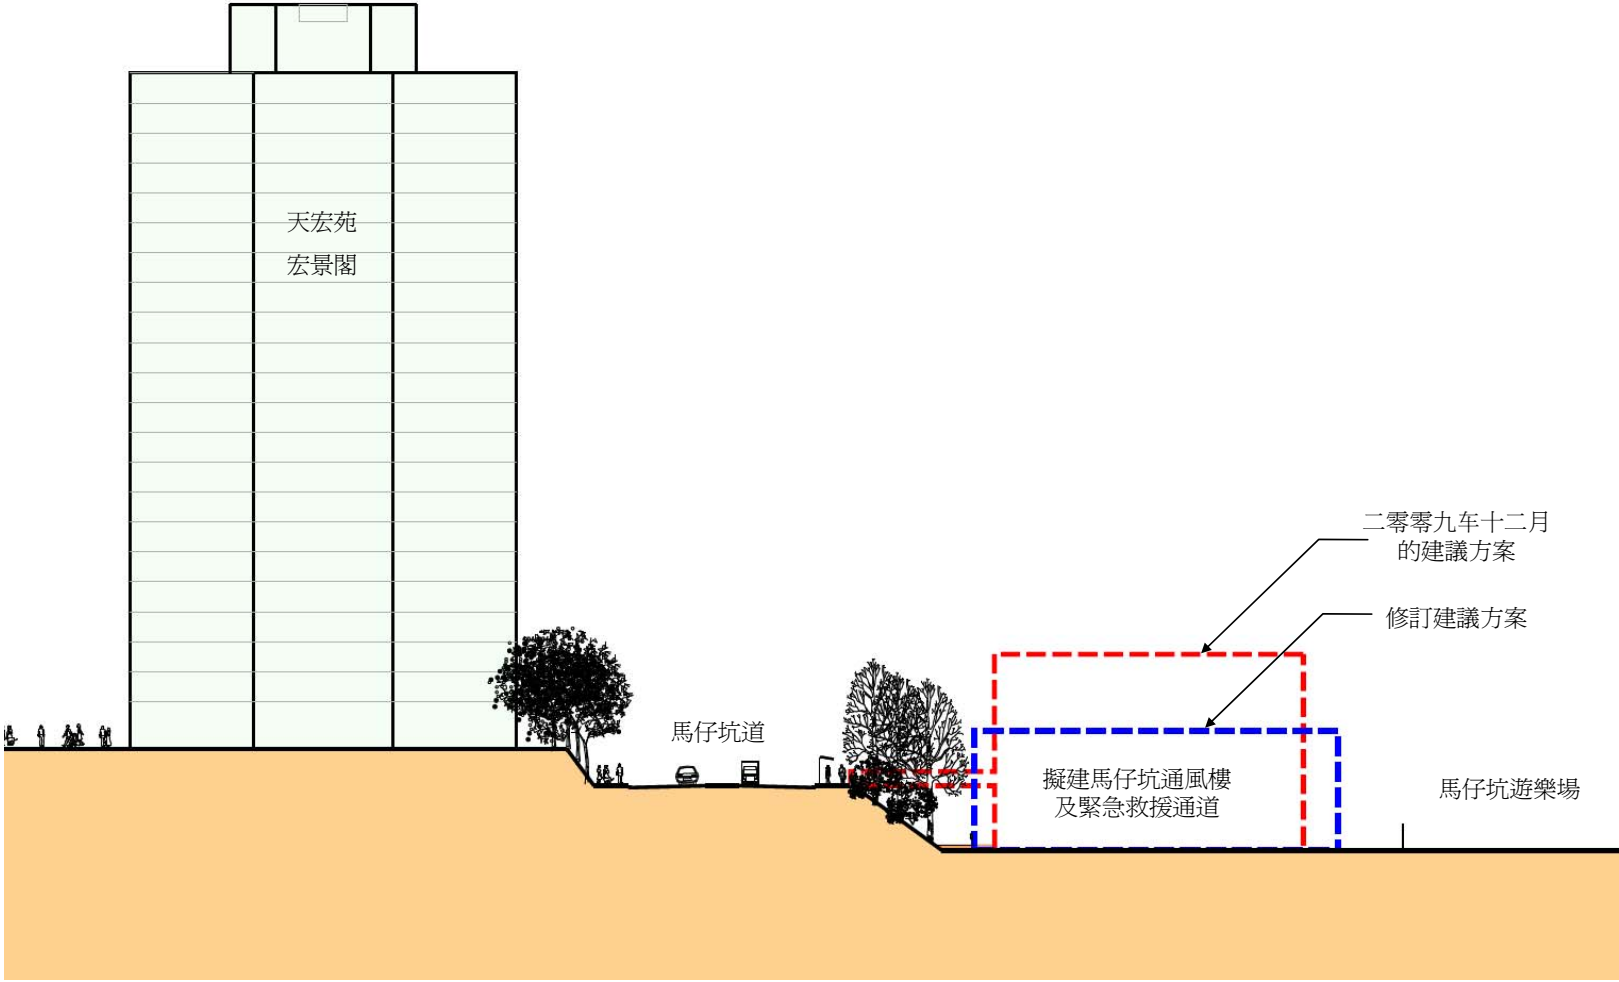 天宏苑
宏景閣
二零零九年十二月
的建議方案
修訂建議方案
馬仔坑道
擬建馬仔坑通風樓
及緊急救援通道
馬仔坑遊樂場